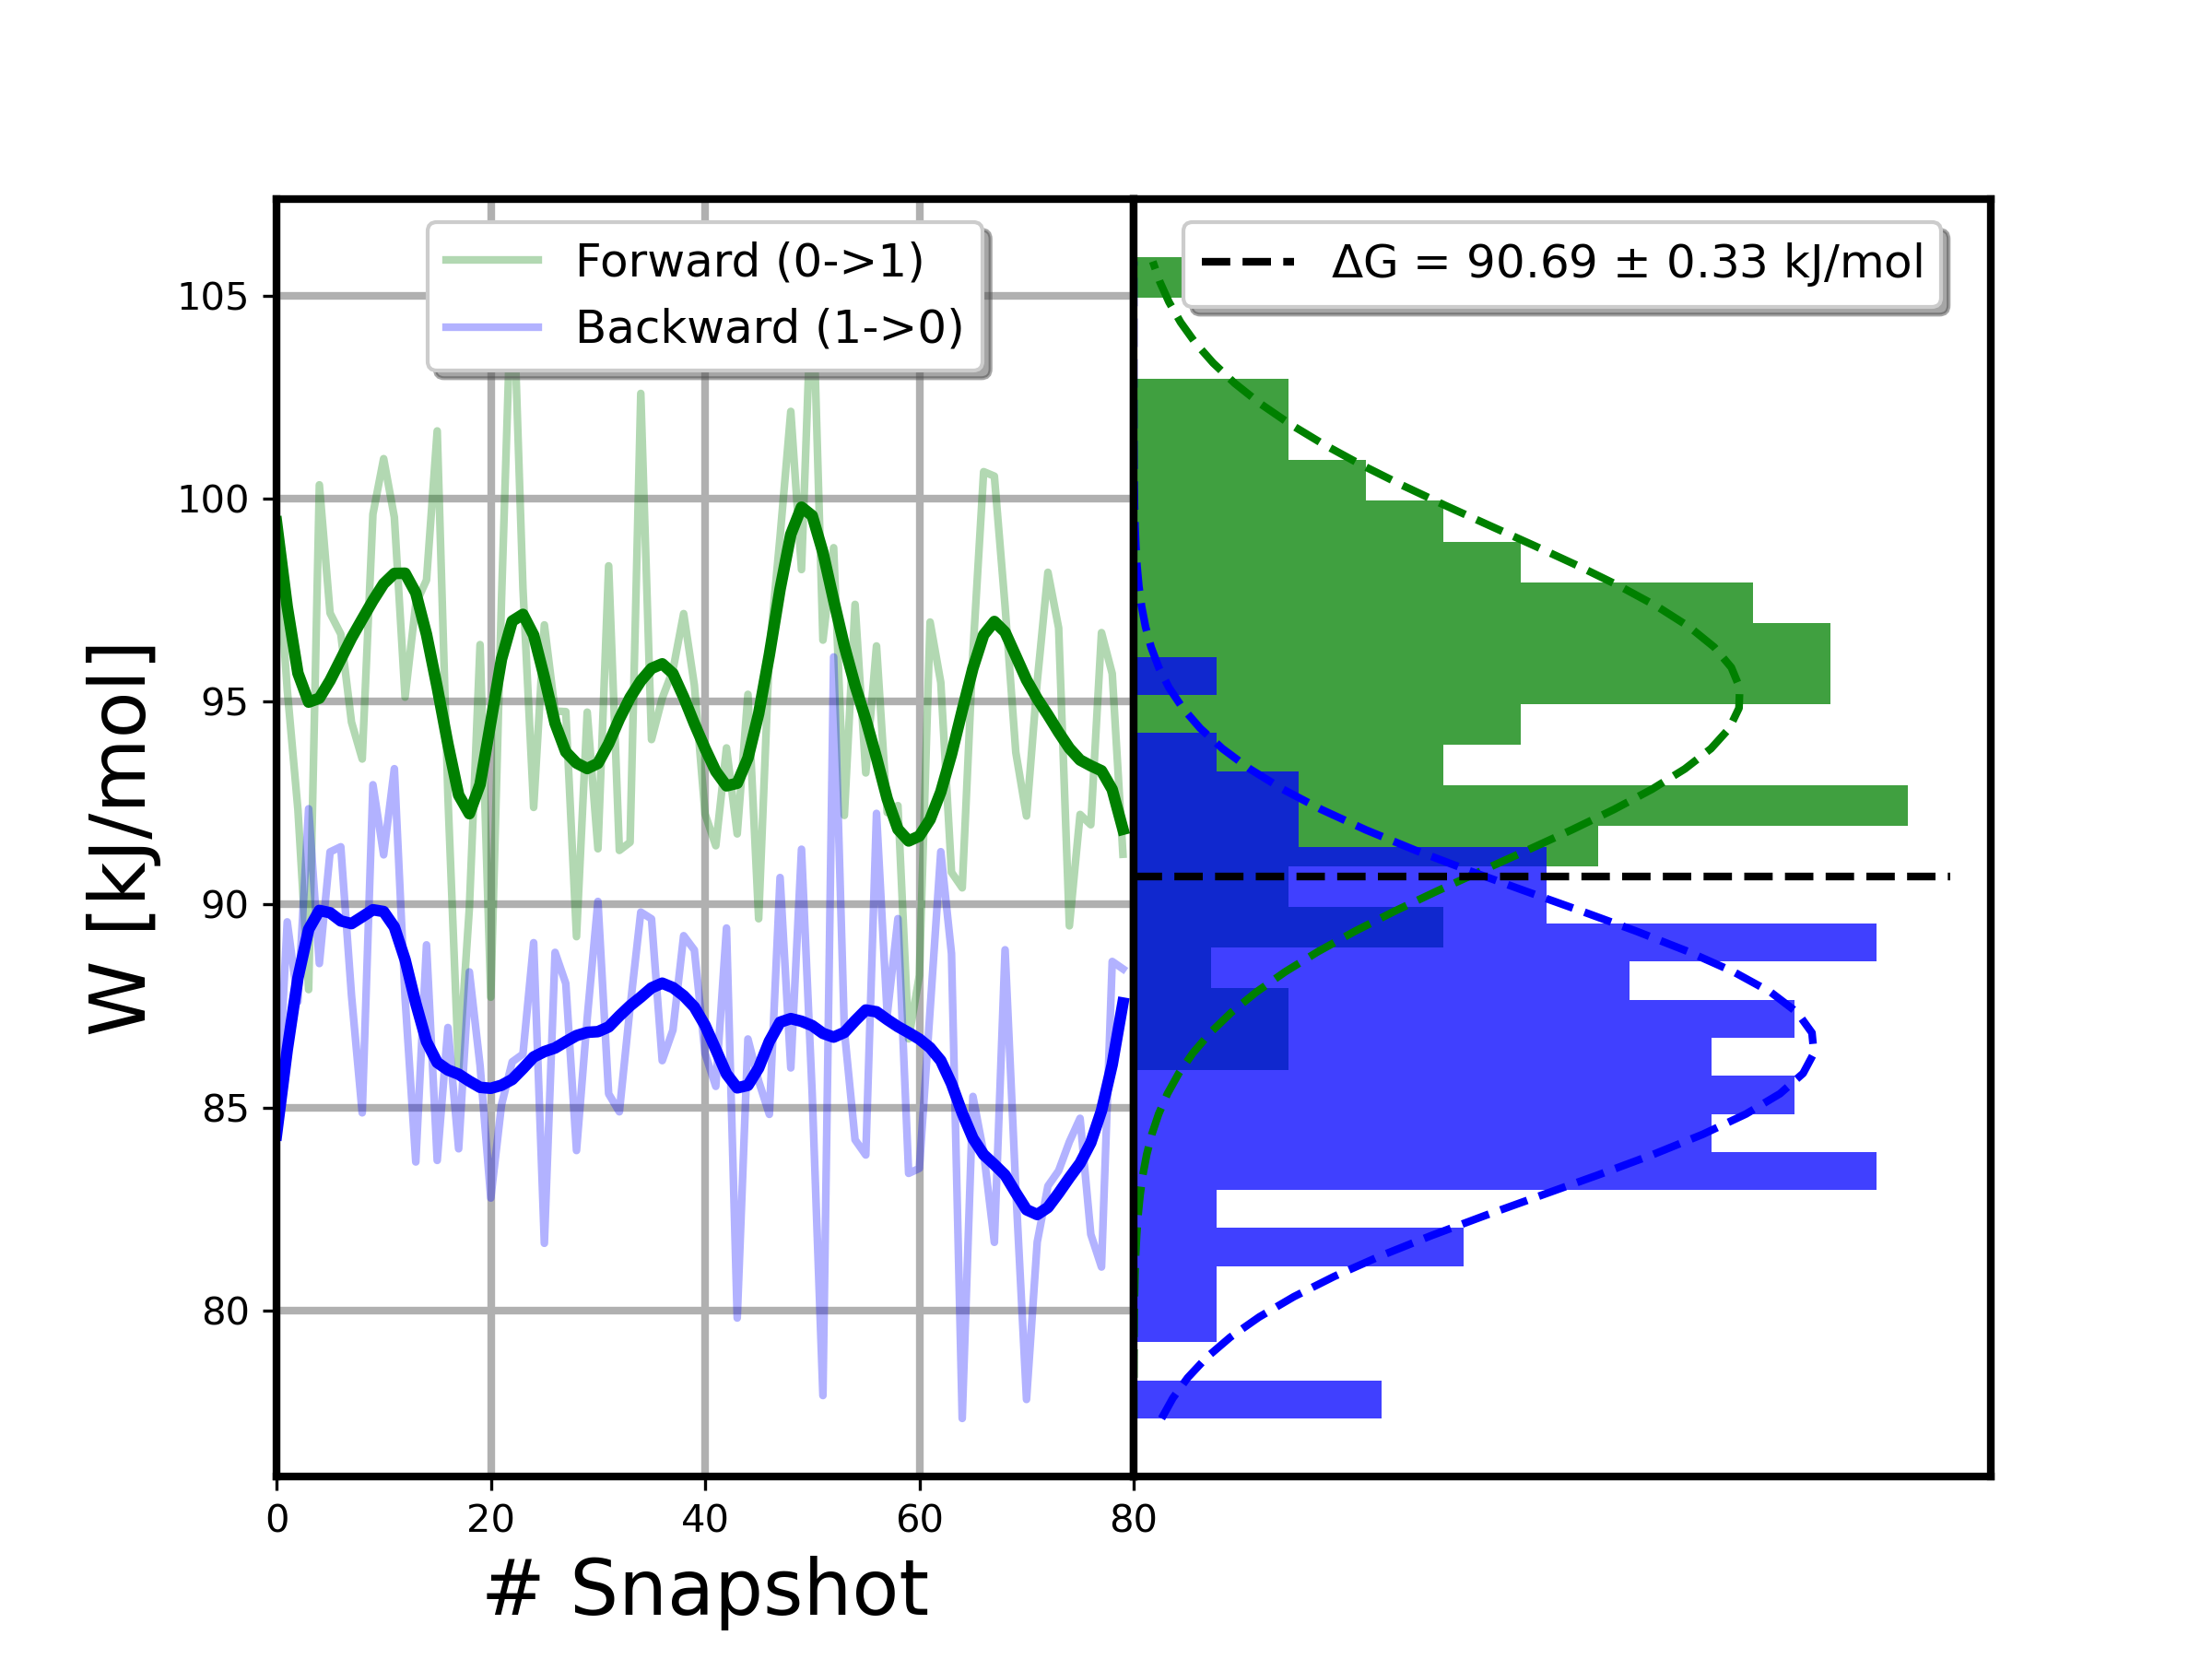 Forward (0->1)
Backward (1->0)
ΔG = 90.69 ± 0.33 kJ/mol
W [kJ/mol]
105
100
95
90
85
80
0 20 40 60 80
# Snapshot